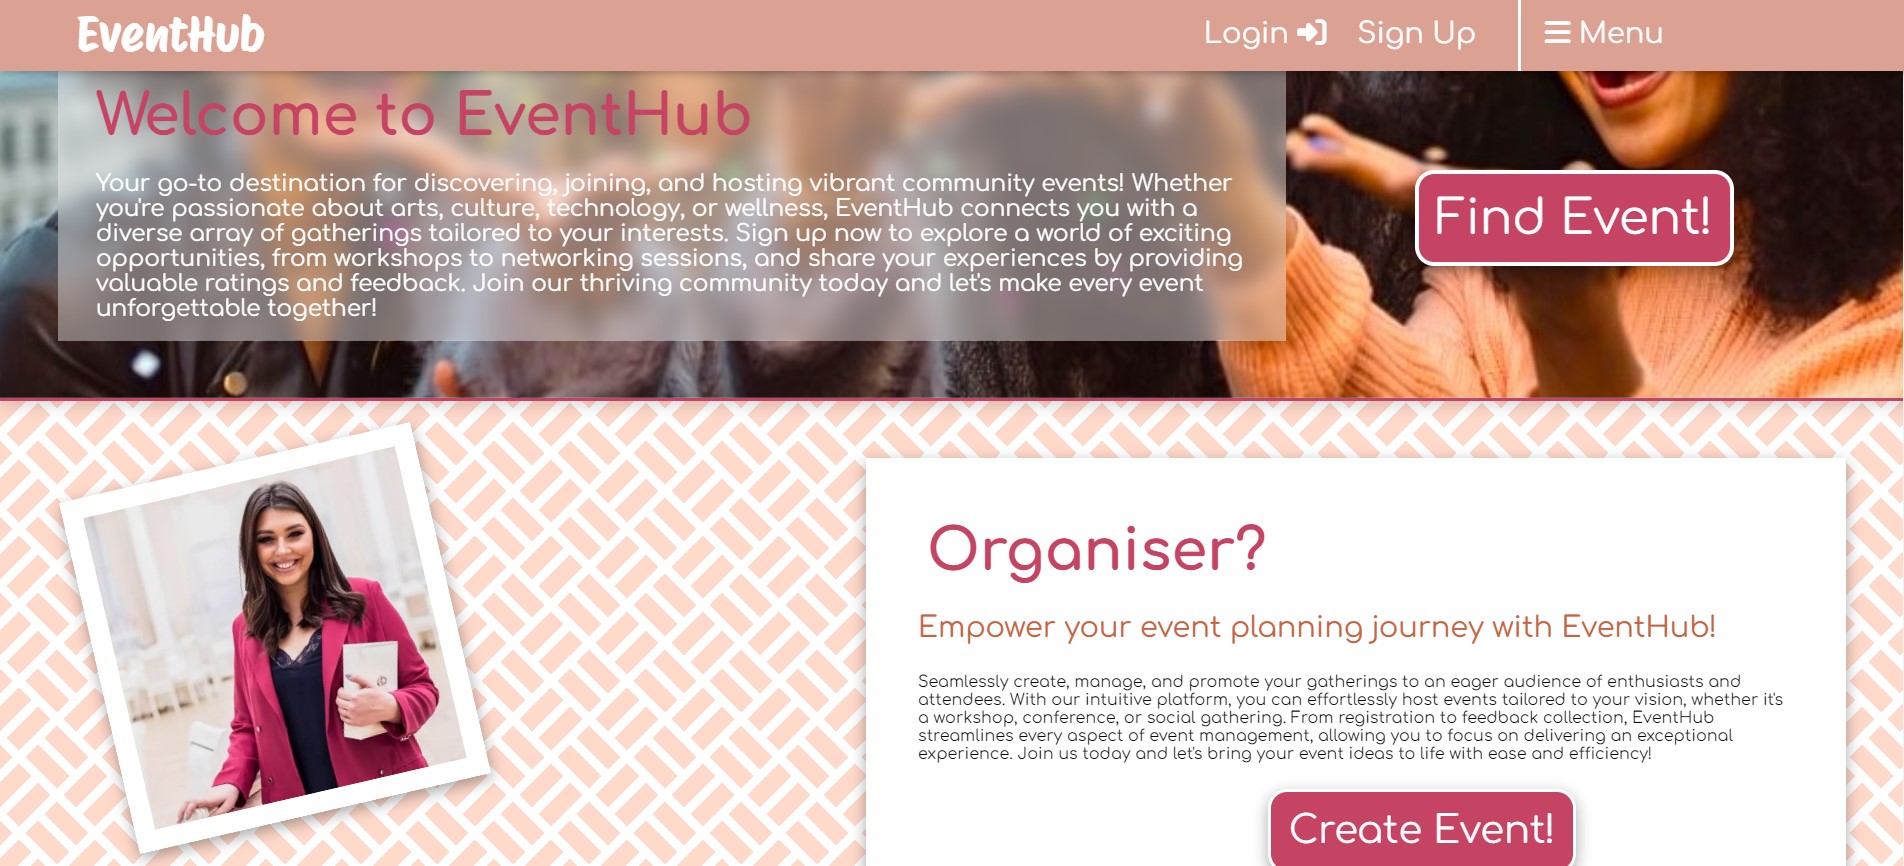 EventHub
Login
Sign Up
Menu
Welcome to EventHub
Your go-to destination for discovering, joining, and hosting vibrant community events! Whether
you're passionate about arts, culture, technology, or wellness, EventHub connects you with a
diverse array of gatherings tailored to your interests. Sign up now to explore a world of exciting
opportunities, from workshops to networking sessions, and share your experiences by providing
valuable ratings and feedback. Join our thriving community today and let's make every event
unforgettable together!
Find Event!
Organiser?
Empower your event planning journey with EventHub!
Seamlessly create, manage, and promote your gatherings to an eager audience of enthusiasts and
attendees. With our intuitive platform, you can effortlessly host events tailored to your vision, whether it's
a workshop, conference, or social gathering. From registration to feedback collection, EventHub
streamlines every aspect of event management, allowing you to focus on delivering an exceptional
experience. Join us today and let's bring your event ideas to life with ease and efficiency!
Create Event!